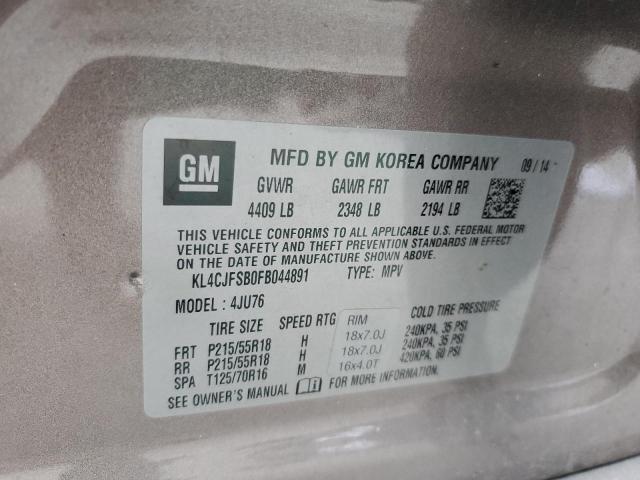 GM MFD BY GM KOREA COMPANY 09/14
GVWR GAWR FRT GAWR RR
4409 LB 2348 LB 2194 LB
THIS VEHICLE CONFORMS TO ALL APPLICABLE U.S. FEDERAL MOTOR
VEHICLE SAFETY AND THEFT PREVENTION STANDARDS IN EFFECT
ON THE DATE OF MANUFACTURE SHOWN ABOVE.
KL4CJFSB0FB044891 TYPE: MPV
MODEL: 4JU76
TIRE SIZE SPEED RTG RIM COLD TIRE PRESSURE
FRT P215/55R18 H 18x7.0J 240KPA, 35 PSI
RR P215/55R18 H 18x7.0J 240KPA, 35 PSI
SPA T125/70R16 M 16x4.0T 420KPA, 60 PSI
SEE OWNER'S MANUAL FOR MORE INFORMATION.